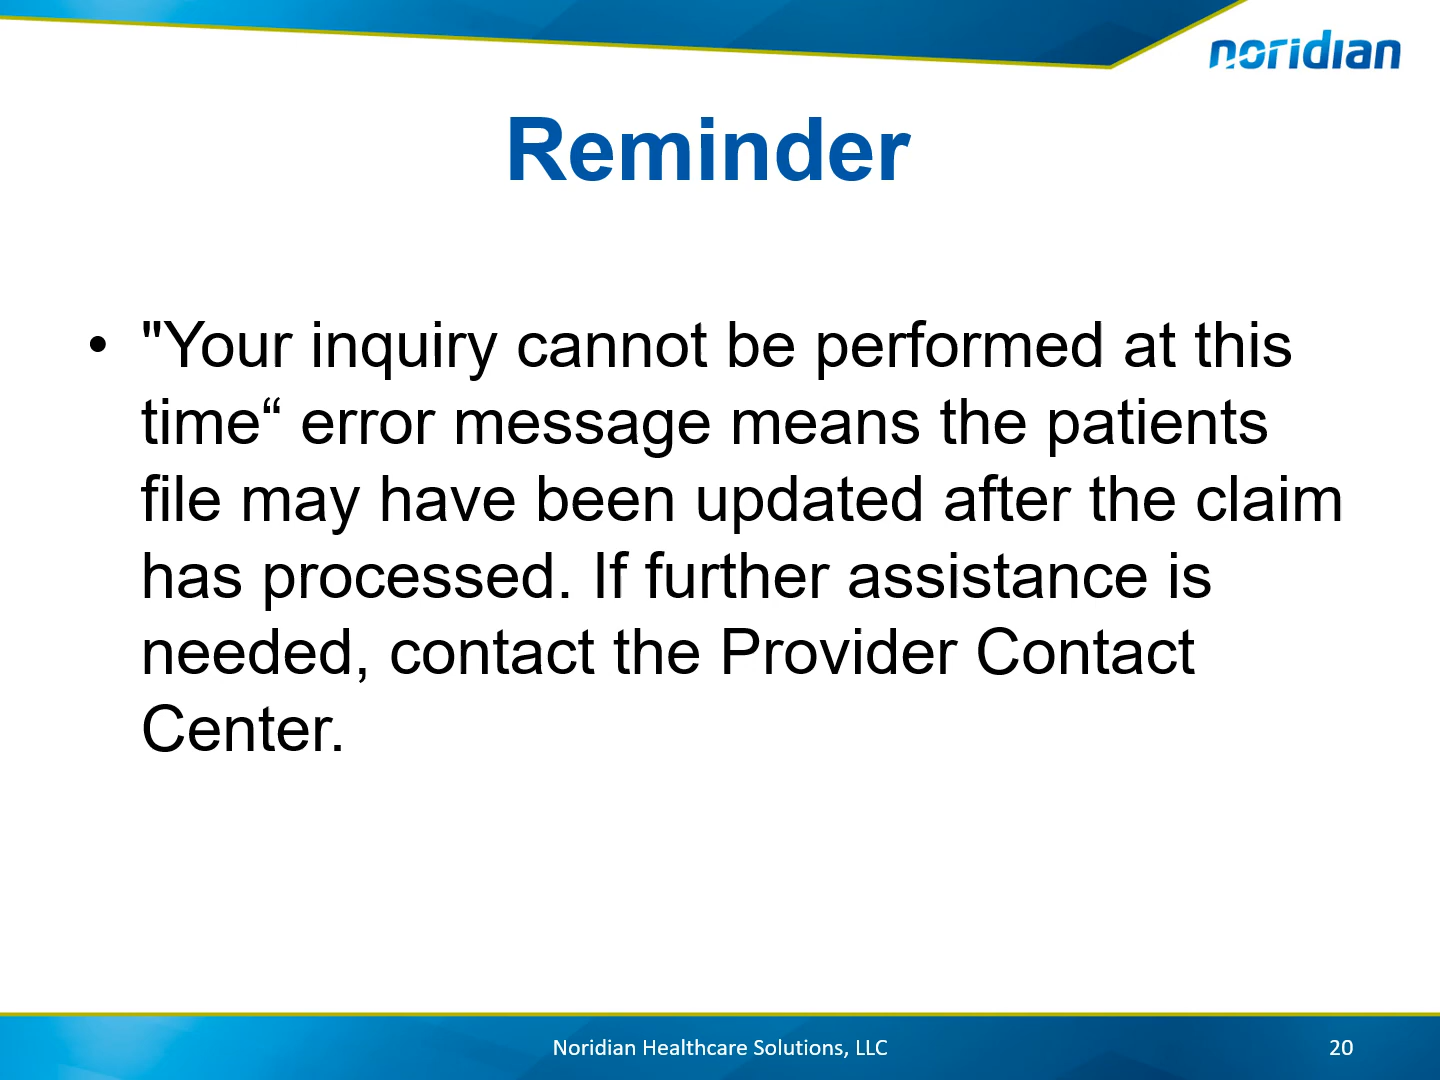 noridian
Reminder
• "Your inquiry cannot be performed at this
time“ error message means the patients
file may have been updated after the claim
has processed. If further assistance is
needed, contact the Provider Contact
Center.
Noridian Healthcare Solutions, LLC
20